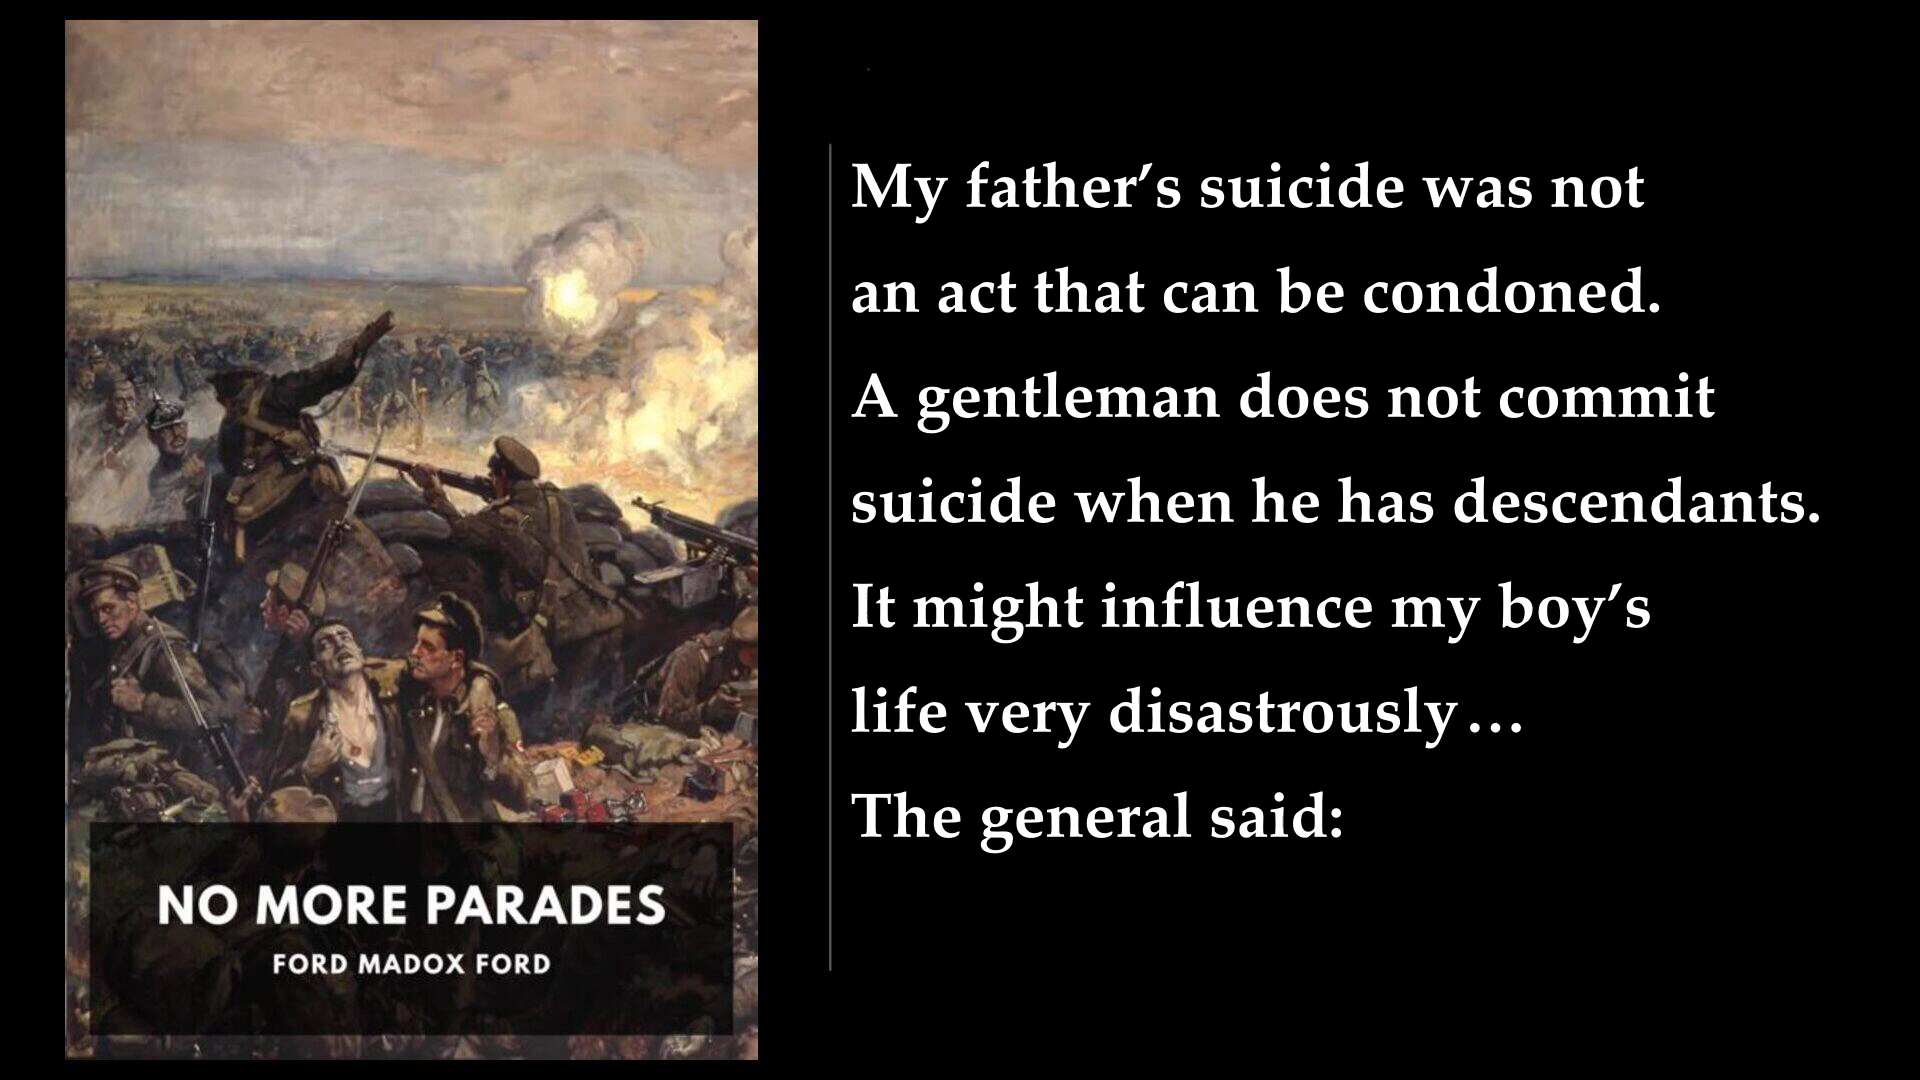 NO MORE PARADES
FORD MADOX FORD
My father’s suicide was not
an act that can be condoned.
A gentleman does not commit
suicide when he has descendants.
It might influence my boy’s
life very disastrously…
The general said: